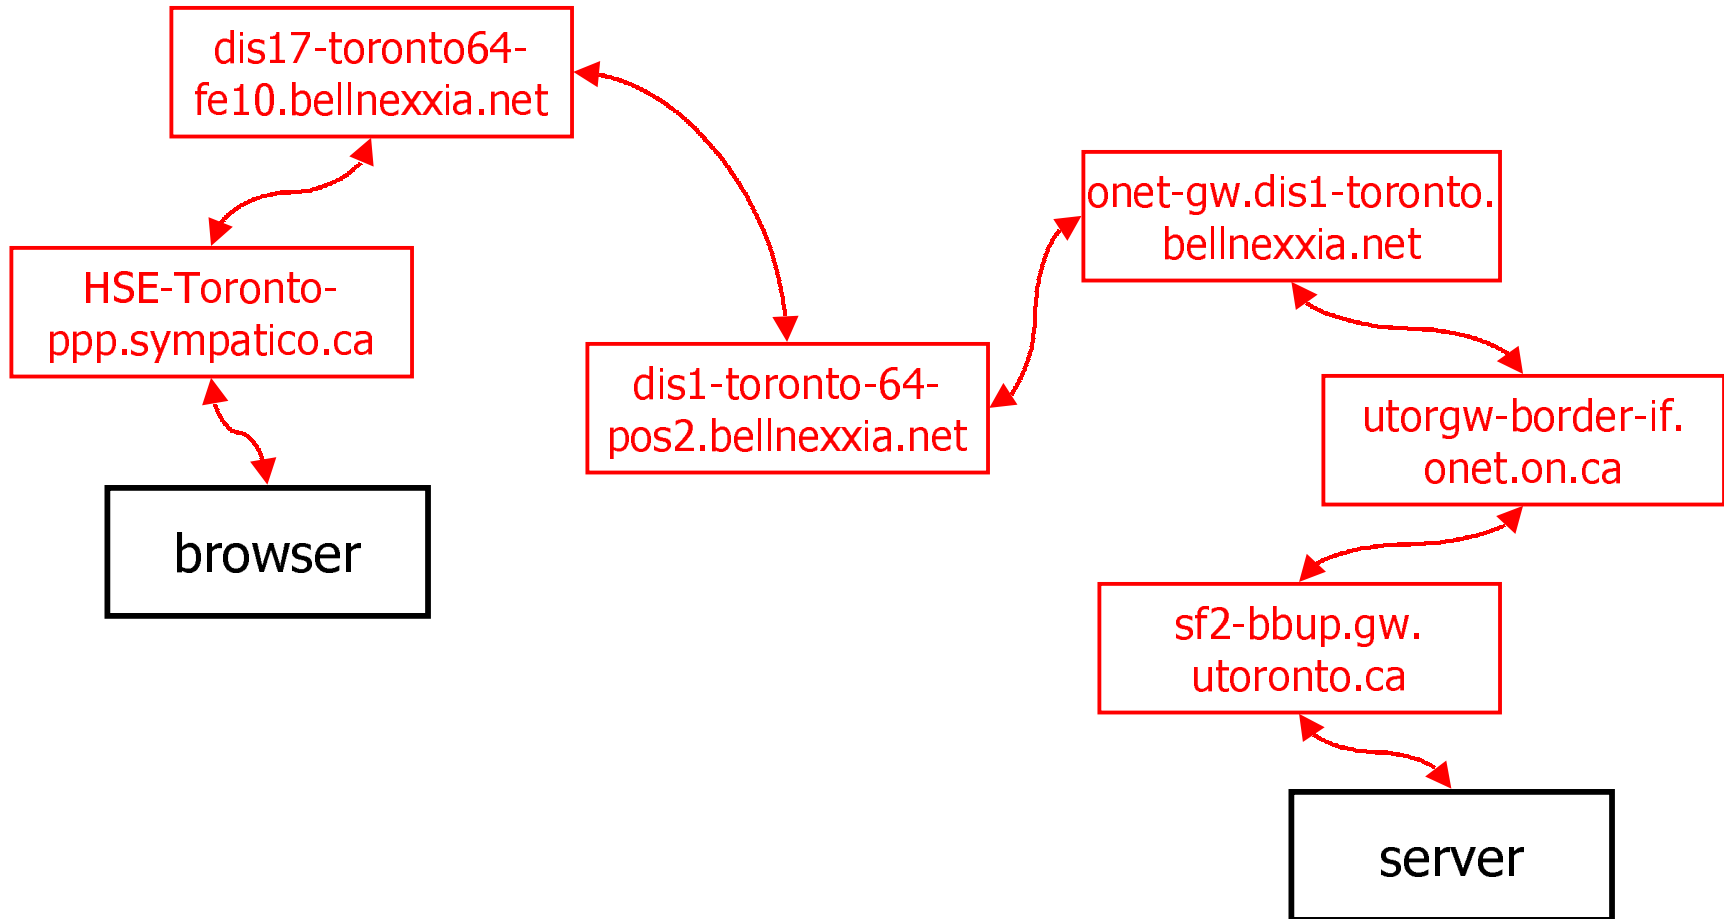 dis17-toronto64-
fe10.bellnexxia.net
onet-gw.dis1-toronto.
bellnexxia.net
HSE-Toronto-
ppp.sympatico.ca
dis1-toronto-64-
pos2.bellnexxia.net
utorgw-border-if.
onet.on.ca
browser
sf2-bbup.gw.
utoronto.ca
server